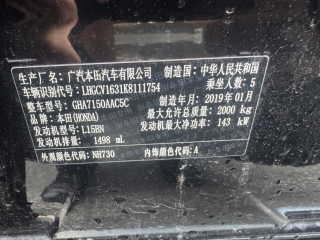 生产厂名:广汽本田汽车有限公司 制造国:中华人民共和国
车辆识别代号:LHGCV1631K8111754 乘坐人数:5
整车型号:GHA7150AAC5C 制造年月:2019年01月
品牌:本田(HONDA) 最大允许总质量:2000 kg
发动机型号:L15BN 发动机最大净功率:143 kW
发动机排量:1498 mL
外观颜色代码:NH730 内饰颜色代码:A